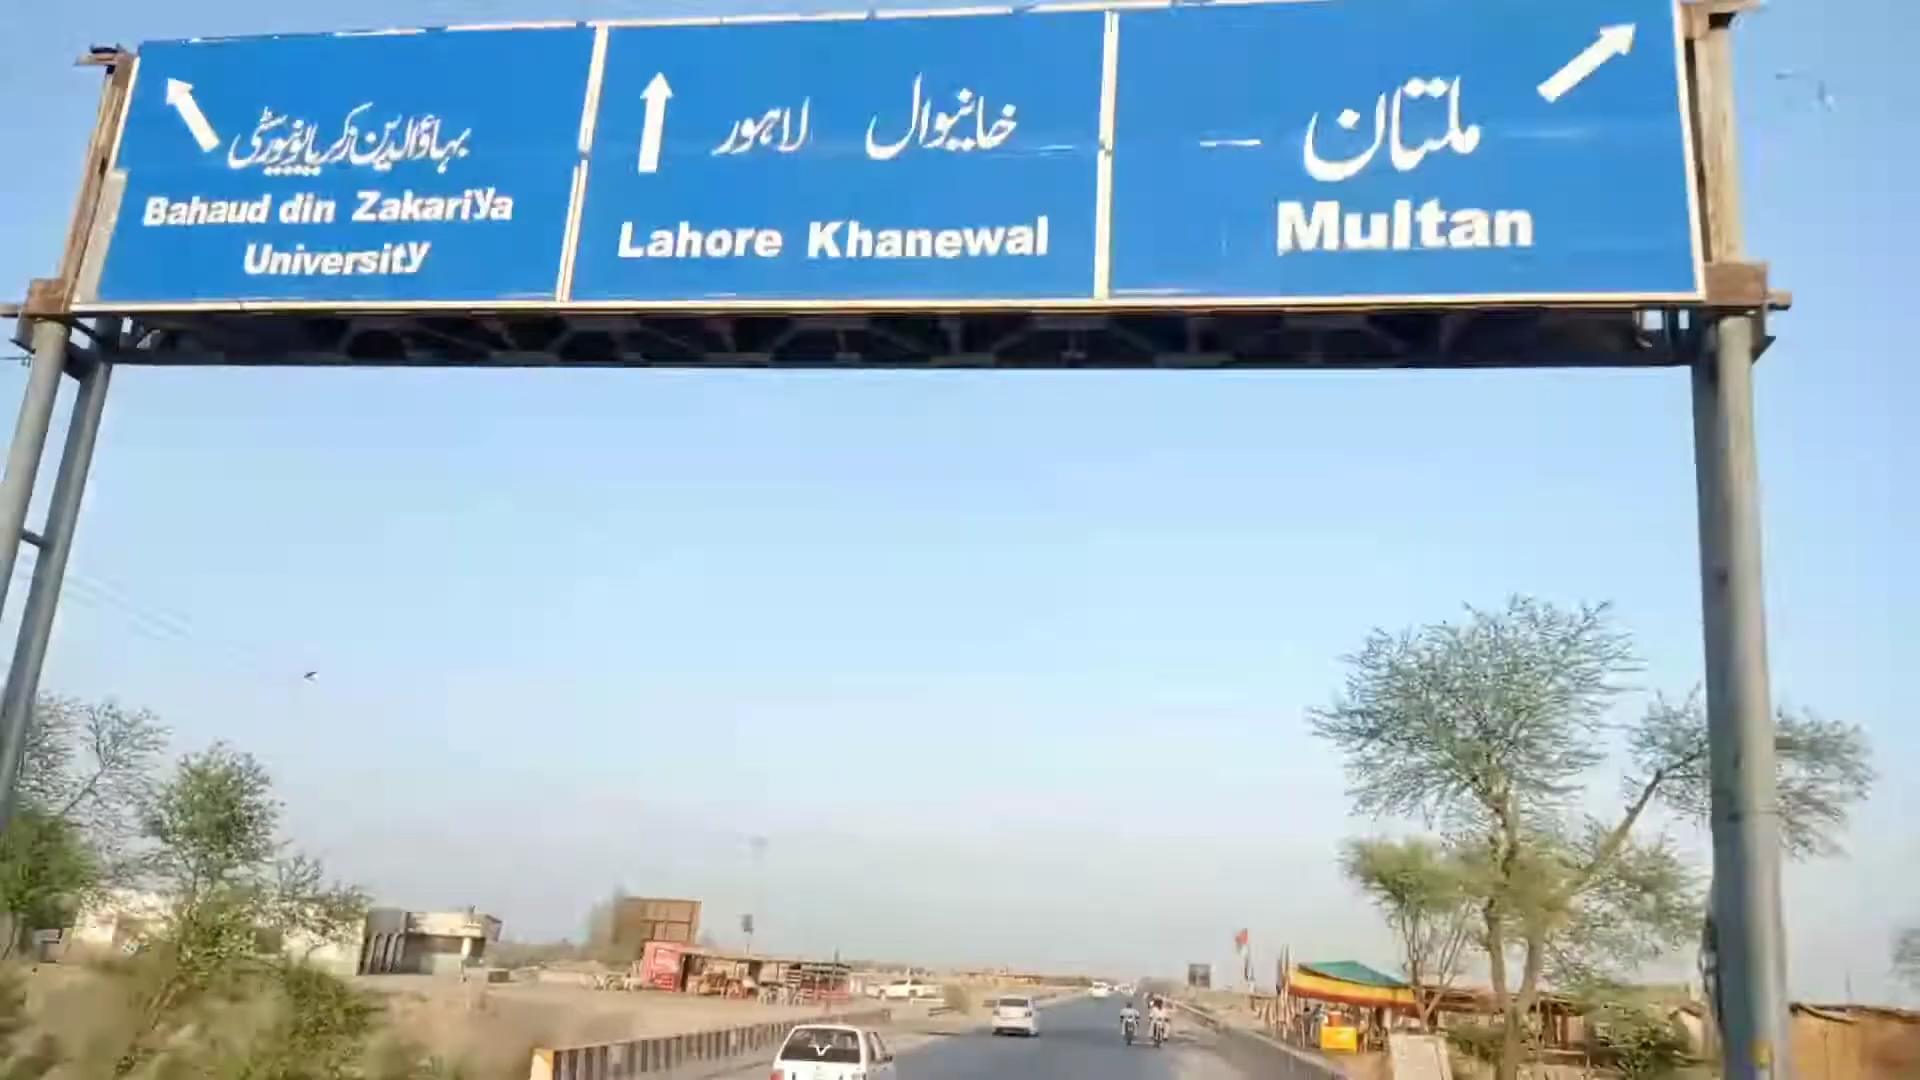 بہاؤالدین زکریا یونیورسٹی
Bahaud din Zakariya
University
خانیوال لاہور
Lahore Khanewal
ملتان
Multan